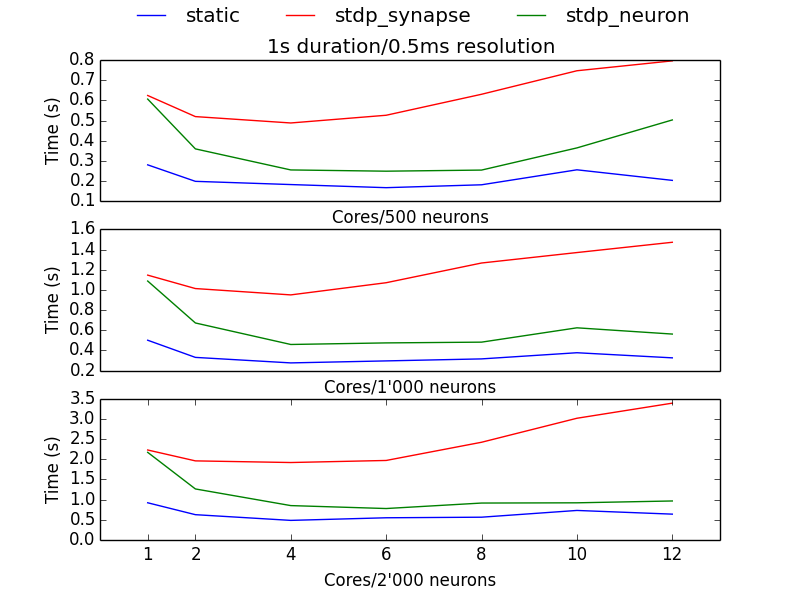 static stdp_synapse stdp_neuron
1s duration/0.5ms resolution
Time (s)
0.8
0.7
0.6
0.5
0.4
0.3
0.2
0.1
Cores/500 neurons
Time (s)
1.6
1.4
1.2
1.0
0.8
0.6
0.4
0.2
Cores/1'000 neurons
Time (s)
3.5
3.0
2.5
2.0
1.5
1.0
0.5
0.0
1 2 4 6 8 10 12
Cores/2'000 neurons